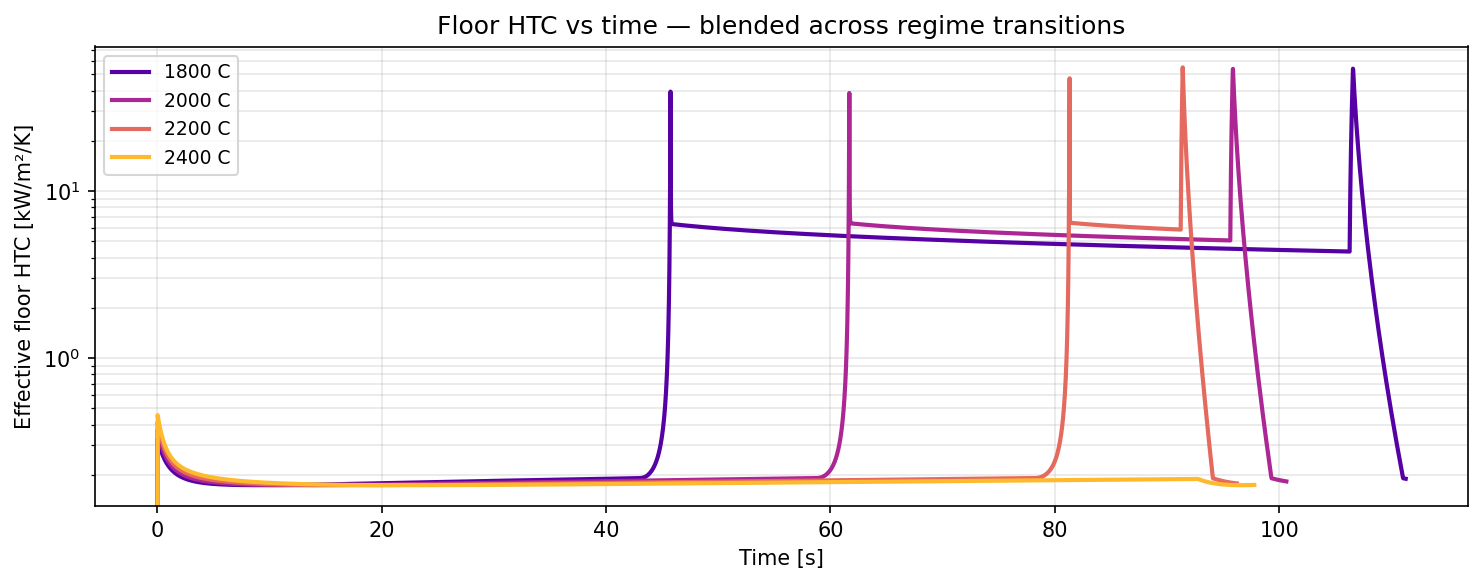 Floor HTC vs time — blended across regime transitions
Effective floor HTC [kW/m²/K]
10¹
10⁰
1800 C
2000 C
2200 C
2400 C
0 20 40 60 80 100
Time [s]